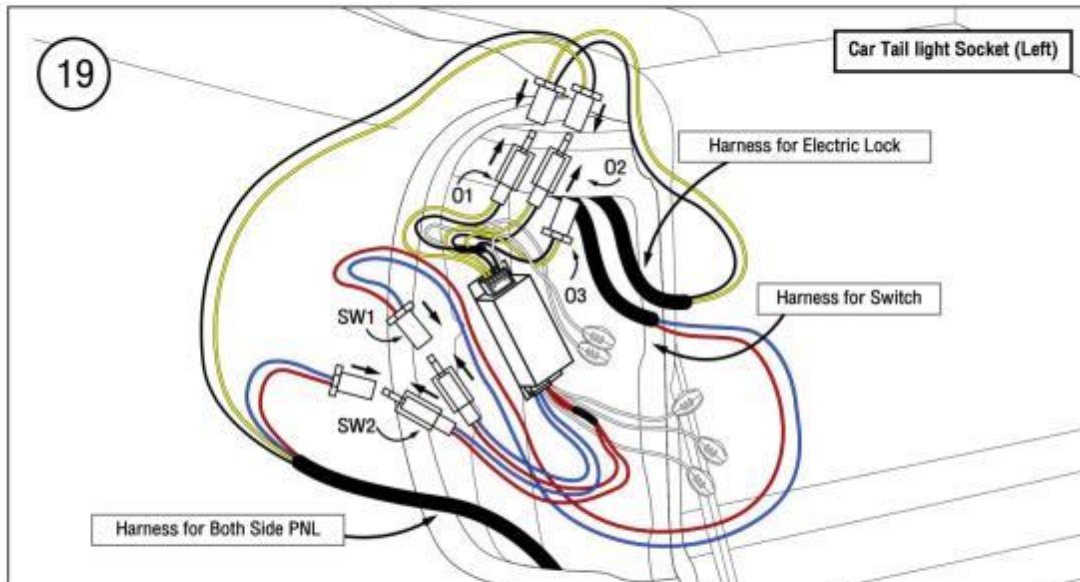 19
Car Tail light Socket (Left)
Harness for Electric Lock
O1
O2
O3
Harness for Switch
SW1
SW2
Harness for Both Side PNL